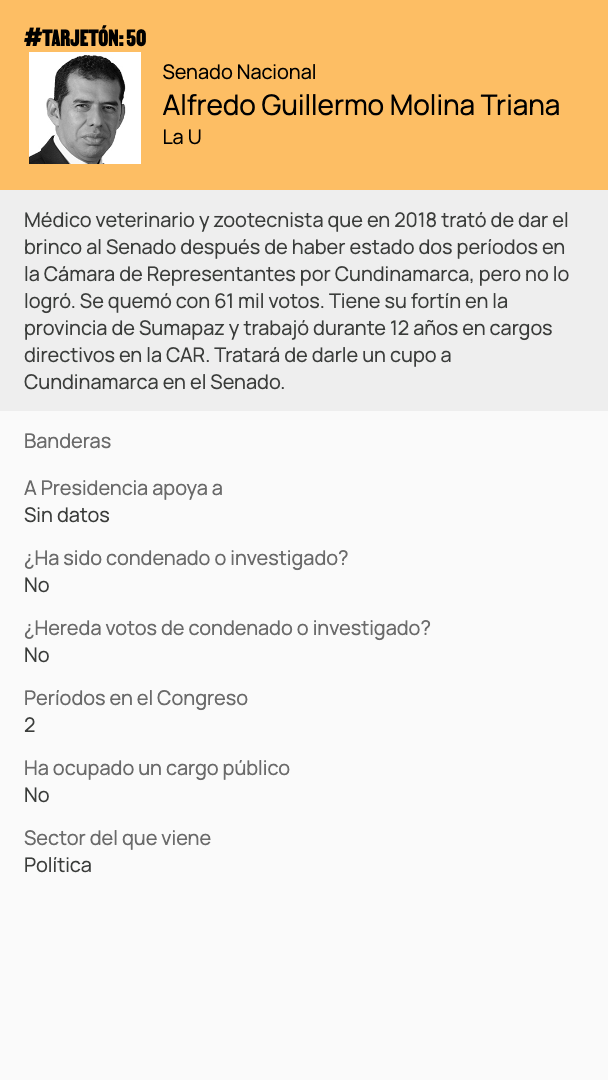 #TARJETÓN: 50
Senado Nacional
Alfredo Guillermo Molina Triana
La U
Médico veterinario y zootecnista que en 2018 trató de dar el
brinco al Senado después de haber estado dos períodos en
la Cámara de Representantes por Cundinamarca, pero no lo
logró. Se quemó con 61 mil votos. Tiene su fortín en la
provincia de Sumapaz y trabajó durante 12 años en cargos
directivos en la CAR. Tratará de darle un cupo a
Cundinamarca en el Senado.
Banderas
A Presidencia apoya a
Sin datos
¿Ha sido condenado o investigado?
No
¿Hereda votos de condenado o investigado?
No
Períodos en el Congreso
2
Ha ocupado un cargo público
No
Sector del que viene
Política